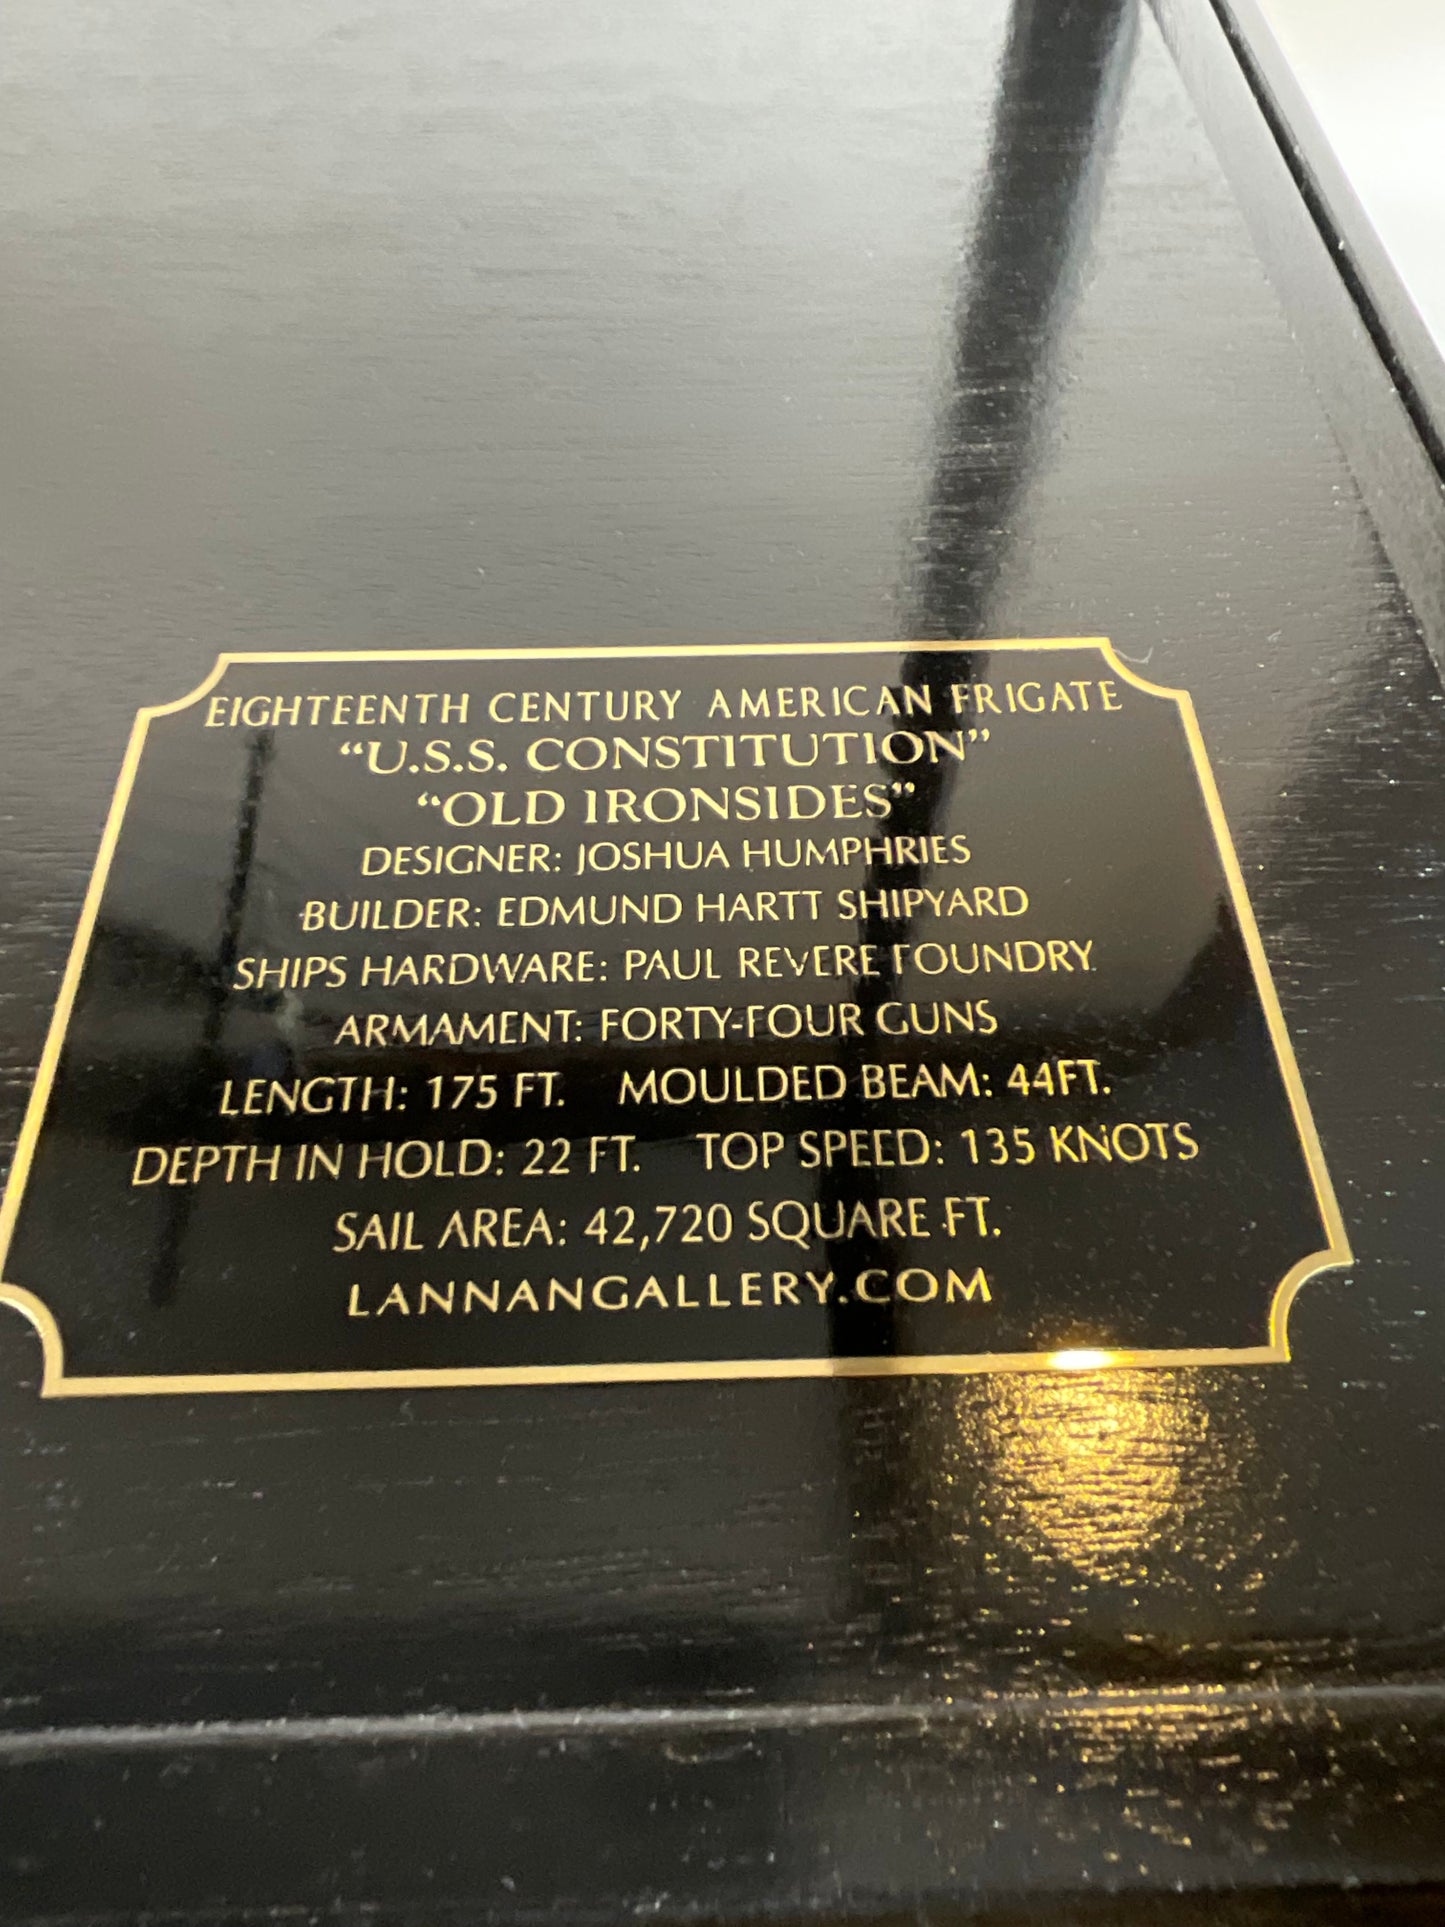 EIGHTEENTH CENTURY AMERICAN FRIGATE
“U.S.S. CONSTITUTION”
“OLD IRONSIDES”
DESIGNER: JOSHUA HUMPHRIES
BUILDER: EDMUND HARTT SHIPYARD
SHIPS HARDWARE: PAUL REVERE FOUNDRY
ARMAMENT: FORTY-FOUR GUNS
LENGTH: 175 FT. MOULDED BEAM: 44FT.
DEPTH IN HOLD: 22 FT. TOP SPEED: 135 KNOTS
SAIL AREA: 42,720 SQUARE FT.
LANNANGALLERY.COM